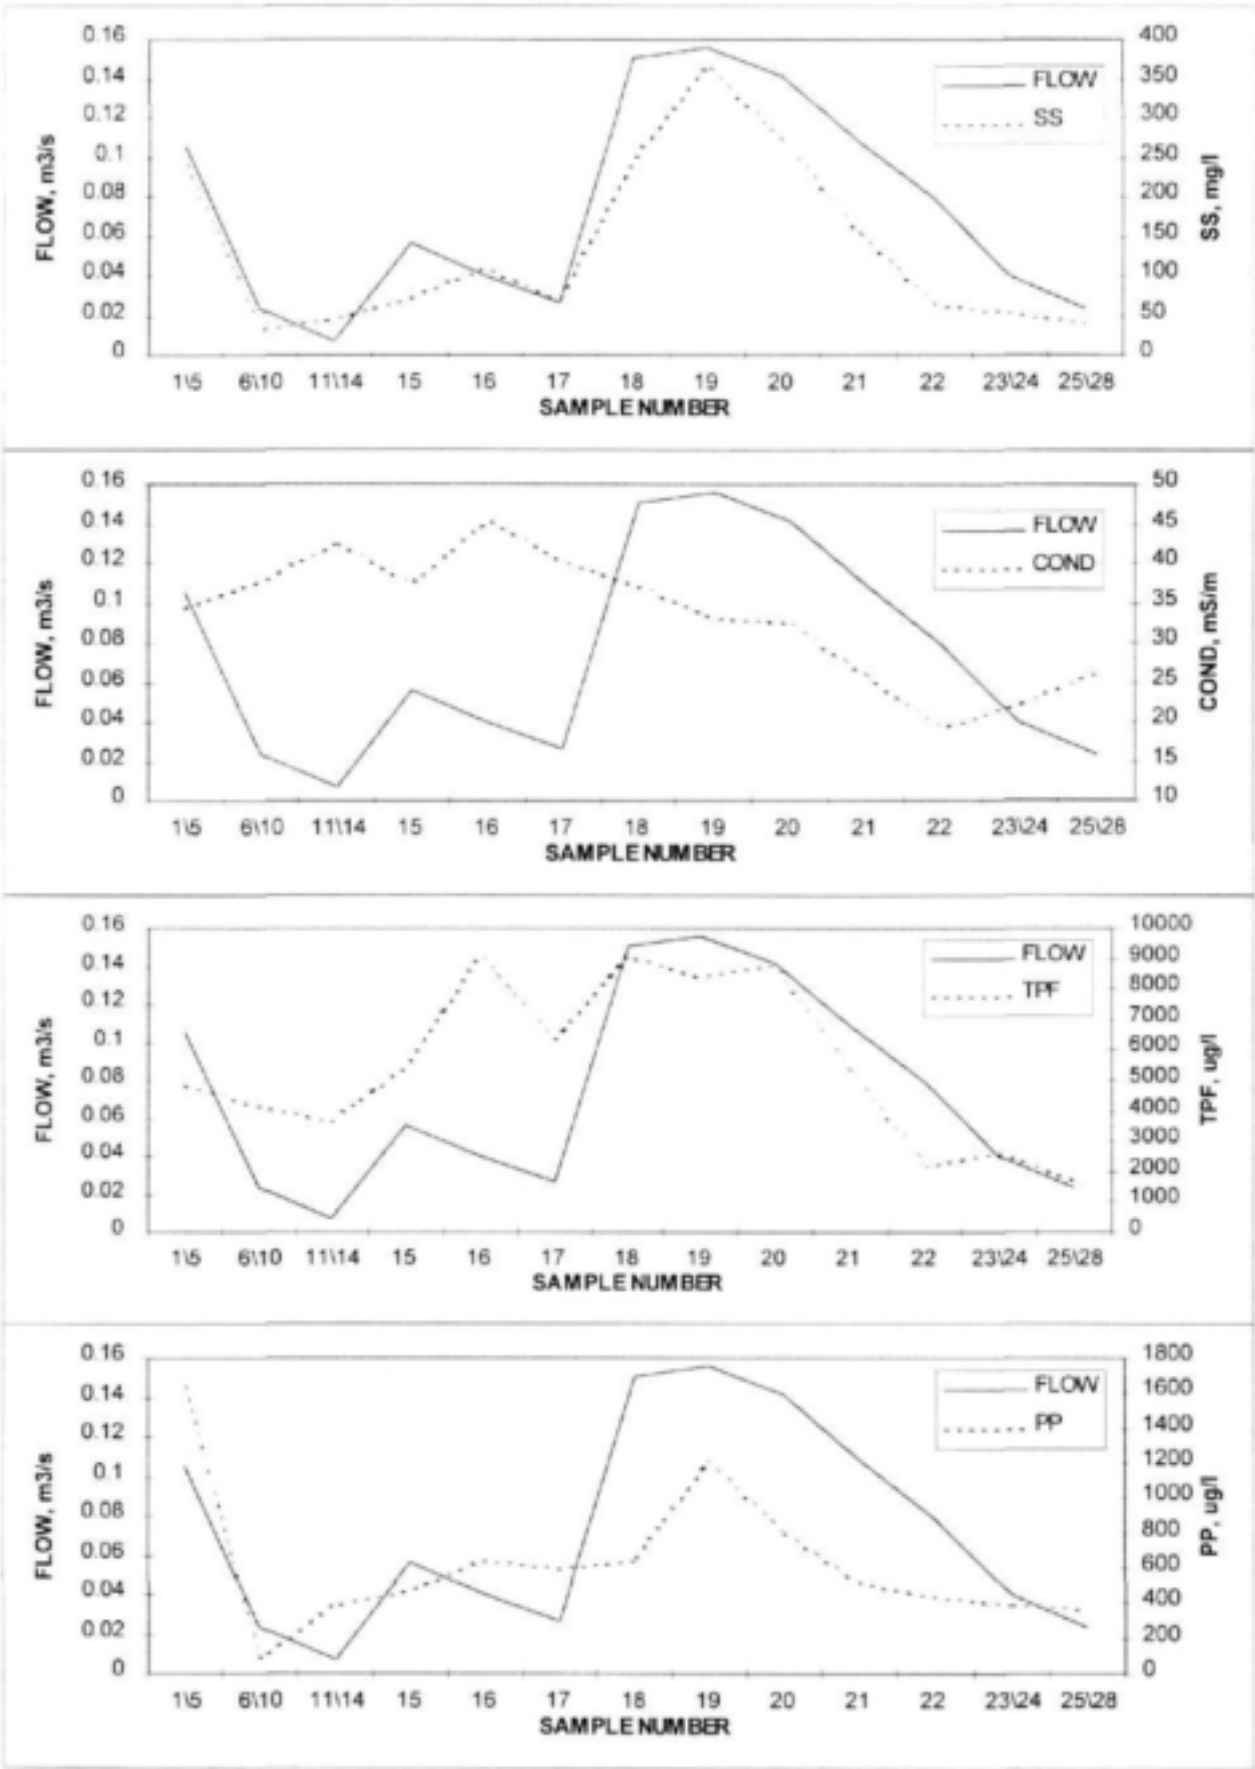 0.16 400
0.14 350
0.12 300
0.1 250
0.08 200
0.06 150
0.04 100
0.02 50
0 0
FLOW, m3/s
SS, mg/l
FLOW
SS
1\5 6\10 11\14 15 16 17 18 19 20 21 22 23\24 25\28
SAMPLE NUMBER
0.16 50
0.14 45
0.12 40
0.1 35
0.08 30
0.06 25
0.04 20
0.02 15
0 10
FLOW, m3/s
COND, mS/m
FLOW
COND
1\5 6\10 11\14 15 16 17 18 19 20 21 22 23\24 25\28
SAMPLE NUMBER
0.16 10000
0.14 9000
0.12 8000
0.1 7000
0.08 6000
0.06 5000
0.04 4000
0.02 3000
0 2000
1000
0
FLOW, m3/s
TPF, ug/l
FLOW
TPF
1\5 6\10 11\14 15 16 17 18 19 20 21 22 23\24 25\28
SAMPLE NUMBER
0.16 1800
0.14 1600
0.12 1400
0.1 1200
0.08 1000
0.06 800
0.04 600
0.02 400
0 200
0
FLOW, m3/s
PP, ug/l
FLOW
PP
1\5 6\10 11\14 15 16 17 18 19 20 21 22 23\24 25\28
SAMPLE NUMBER